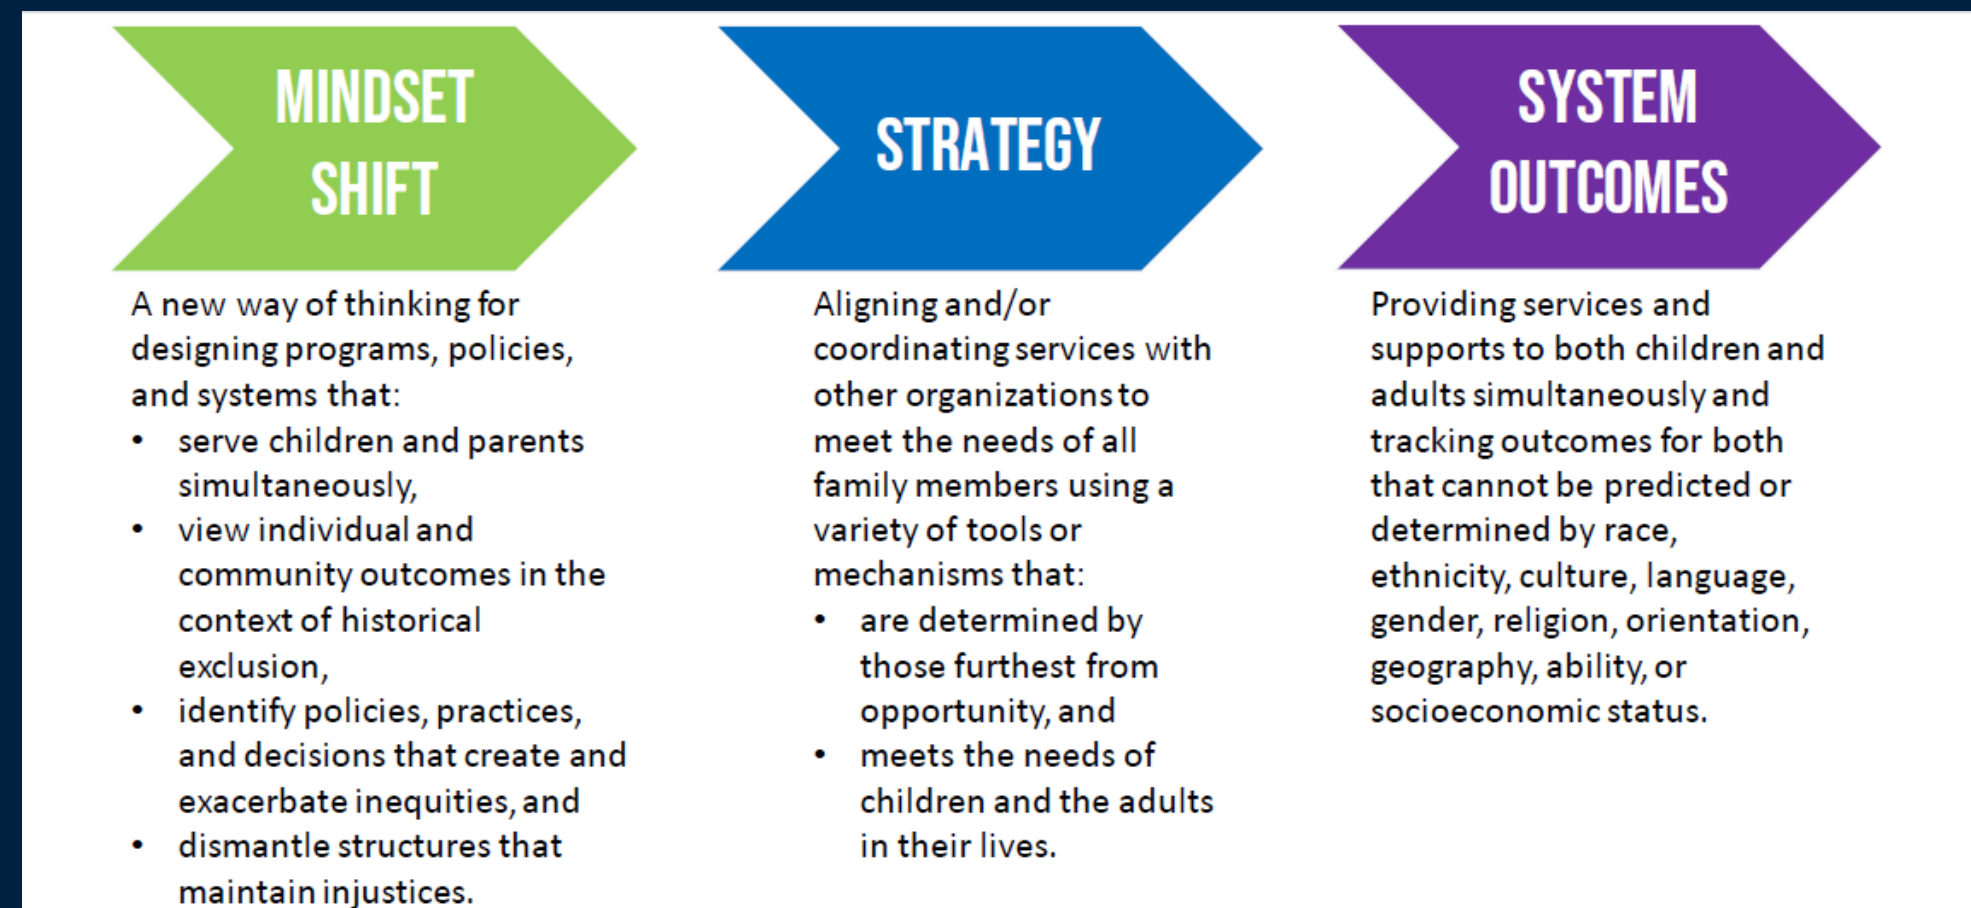 MINDSET
SHIFT
A new way of thinking for
designing programs, policies,
and systems that:
• serve children and parents
simultaneously,
• view individual and
community outcomes in the
context of historical
exclusion,
• identify policies, practices,
and decisions that create and
exacerbate inequities, and
• dismantle structures that
maintain injustices.
STRATEGY
Aligning and/or
coordinating services with
other organizations to
meet the needs of all
family members using a
variety of tools or
mechanisms that:
• are determined by
those furthest from
opportunity, and
• meets the needs of
children and the adults
in their lives.
SYSTEM
OUTCOMES
Providing services and
supports to both children and
adults simultaneously and
tracking outcomes for both
that cannot be predicted or
determined by race,
ethnicity, culture, language,
gender, religion, orientation,
geography, ability, or
socioeconomic status.